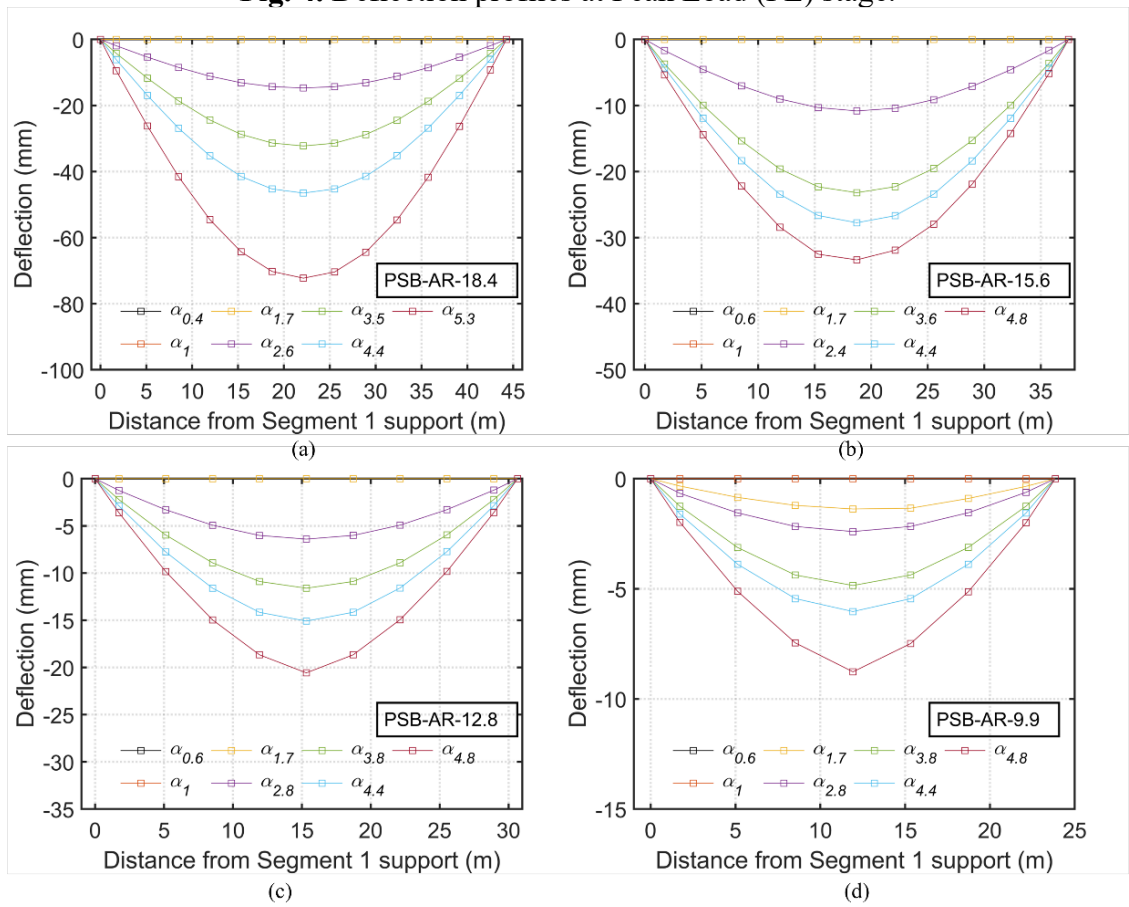 Fig. 4. Deflection profiles at Peak Load (PL) stage.
0
-20
-40
-60
-80
-100
Deflection (mm)
PSB-AR-18.4
α0.4 α1.7 α3.5 α5.3
α1 α2.6 α4.4
0 5 10 15 20 25 30 35 40 45
Distance from Segment 1 support (m)
(a)
0
-10
-20
-30
-40
-50
Deflection (mm)
PSB-AR-15.6
α0.6 α1.7 α3.6 α4.8
α1 α2.4 α4.4
0 5 10 15 20 25 30 35
Distance from Segment 1 support (m)
(b)
0
-5
-10
-15
-20
-25
-30
-35
Deflection (mm)
PSB-AR-12.8
α0.6 α1.7 α3.8 α4.8
α1 α2.8 α4.4
0 5 10 15 20 25 30
Distance from Segment 1 support (m)
(c)
0
-5
-10
-15
Deflection (mm)
PSB-AR-9.9
α0.6 α1.7 α3.8 α4.8
α1 α2.8 α4.4
0 5 10 15 20 25
Distance from Segment 1 support (m)
(d)